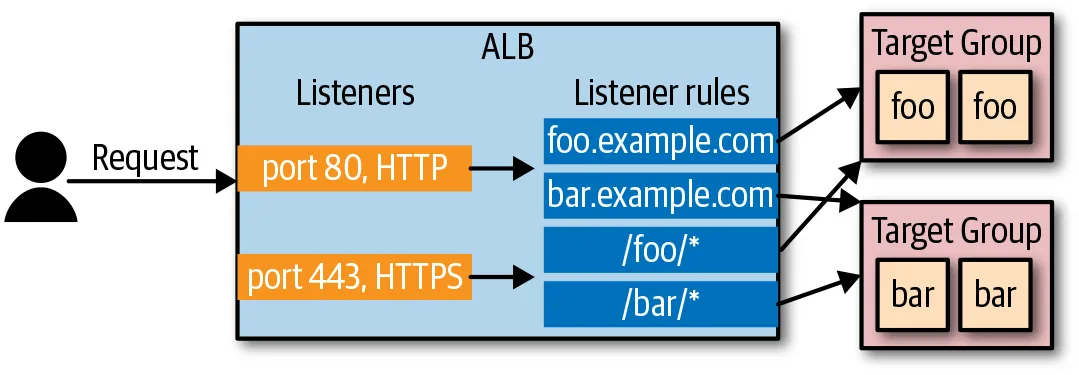 ALB
Listeners
Listener rules
Request
port 80, HTTP
port 443, HTTPS
foo.example.com
bar.example.com
/foo/*
/bar/*
Target Group
foo foo
Target Group
bar bar